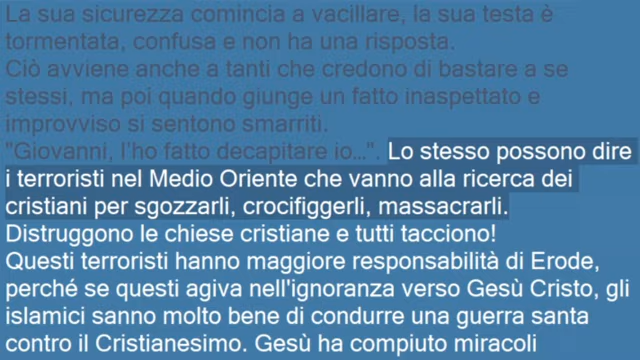 La sua sicurezza comincia a vacillare, la sua testa è
tormentata, confusa e non ha una risposta.
Ciò avviene anche a tanti che credono di bastare a se
stessi, ma poi quando giunge un fatto inaspettato e
improvviso si sentono smarriti.
"Giovanni, l'ho fatto decapitare io...". Lo stesso possono dire
i terroristi nel Medio Oriente che vanno alla ricerca dei
cristiani per sgozzarli, crocifiggerli, massacrarli.
Distruggono le chiese cristiane e tutti tacciono!
Questi terroristi hanno maggiore responsabilità di Erode,
perché se questi agiva nell'ignoranza verso Gesù Cristo, gli
islamici sanno molto bene di condurre una guerra santa
contro il Cristianesimo. Gesù ha compiuto miracoli